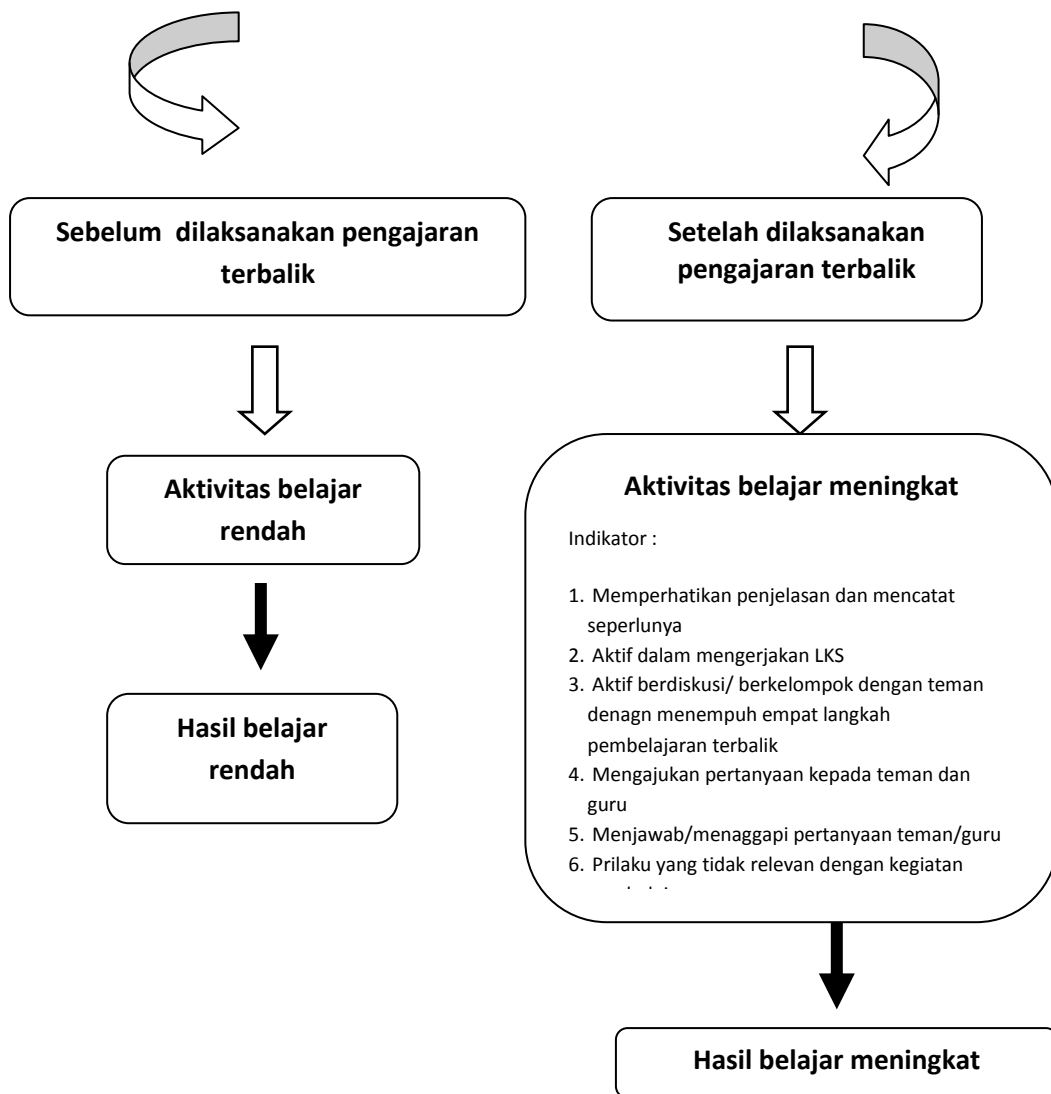 Sebelum dilaksanakan pengajaran
terbalik
Setelah dilaksanakan
pengajaran terbalik
Aktivitas belajar
rendah
Hasil belajar
rendah
Aktivitas belajar meningkat
Indikator :
1. Memperhatikan penjelasan dan mencatat
seperlunya
2. Aktif dalam mengerjakan LKS
3. Aktif berdiskusi/ berkelompok dengan teman
denagn menempuh empat langkah
pembelajaran terbalik
4. Mengajukan pertanyaan kepada teman dan
guru
5. Menjawab/menaggapi pertanyaan teman/guru
6. Prilaku yang tidak relevan dengan kegiatan
Hasil belajar meningkat